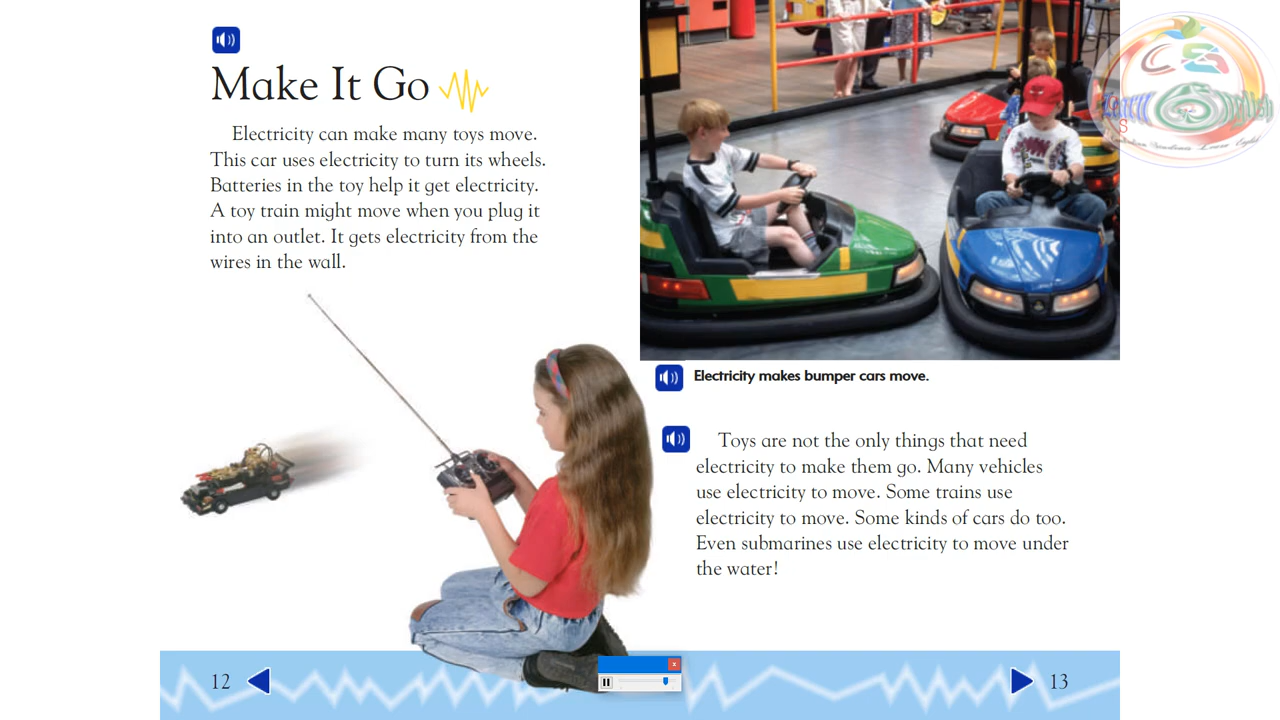 Make It Go
Electricity can make many toys move.
This car uses electricity to turn its wheels.
Batteries in the toy help it get electricity.
A toy train might move when you plug it
into an outlet. It gets electricity from the
wires in the wall.
Electricity makes bumper cars move.
Toys are not the only things that need
electricity to make them go. Many vehicles
use electricity to move. Some trains use
electricity to move. Some kinds of cars do too.
Even submarines use electricity to move under
the water!
12
13